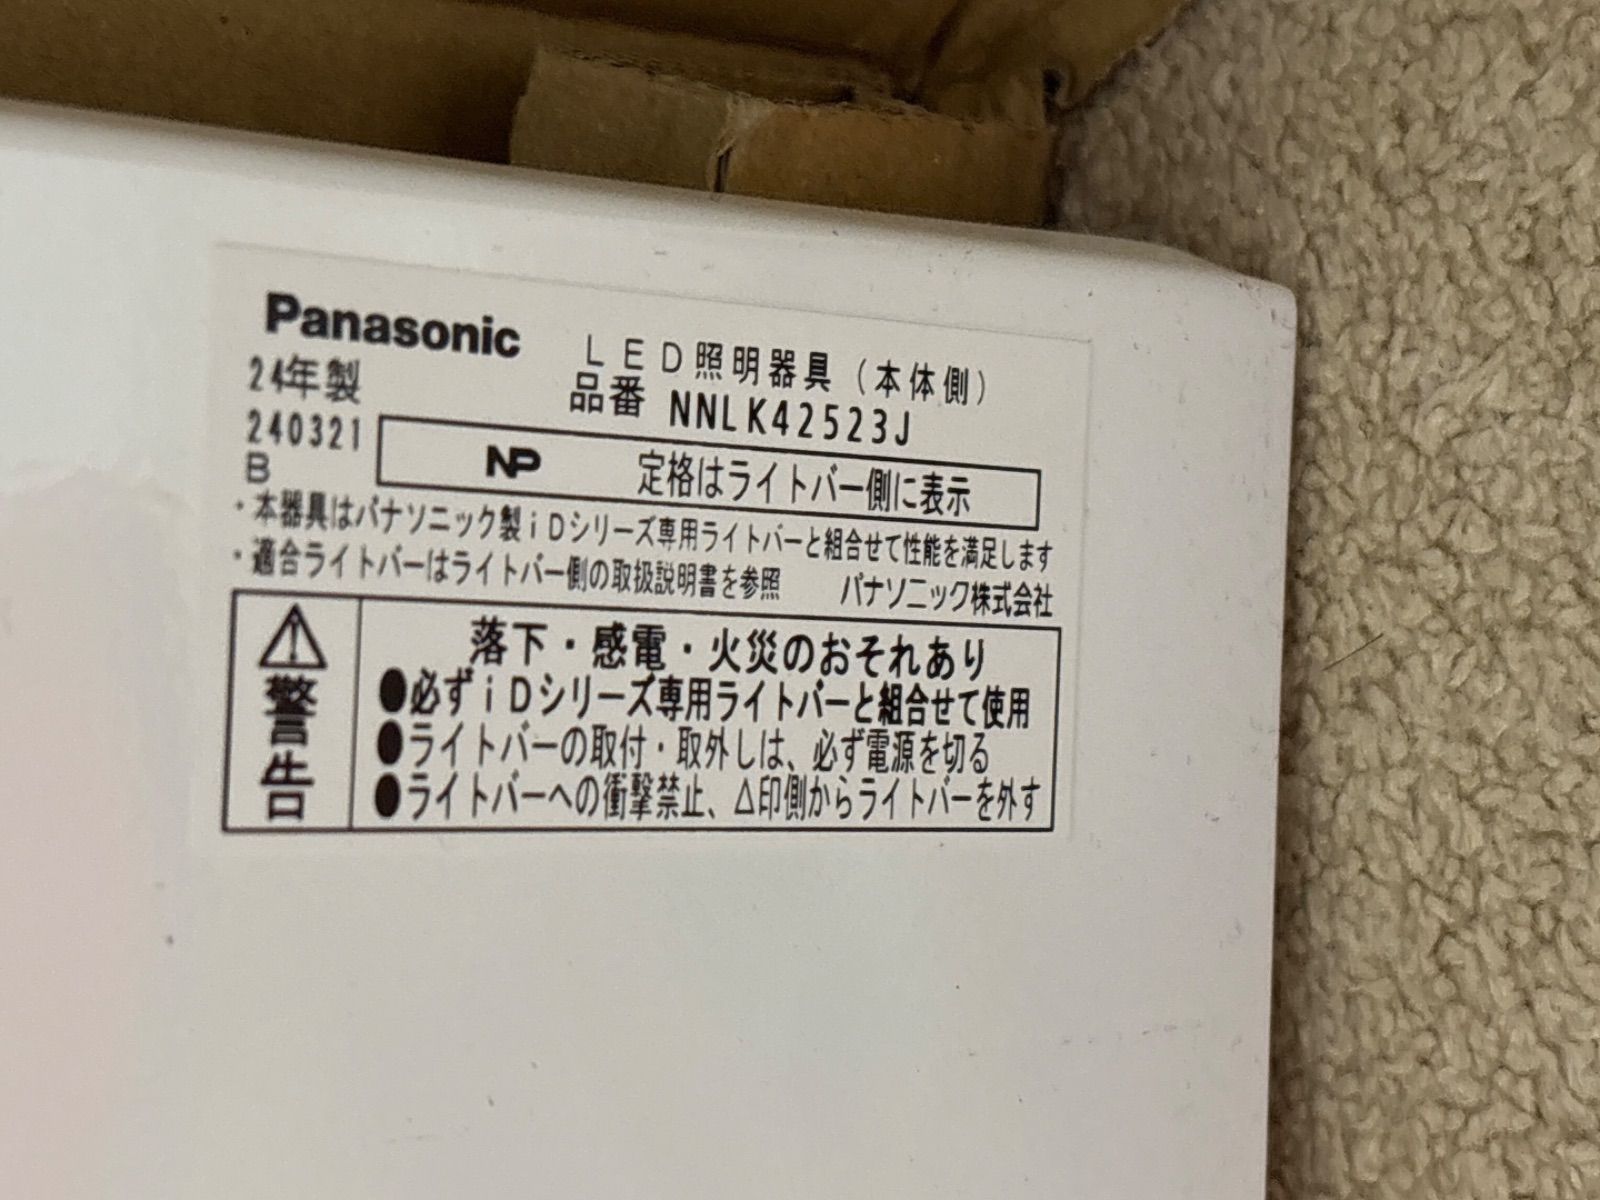 Panasonic
LED照明器具（本体側）
24年製
品番 NNLK42523J
240321
B
NP 定格はライトバー側に表示
・本器具はパナソニック製iDシリーズ専用ライトバーと組合せて性能を満足します
・適合ライトバーはライトバー側の取扱説明書を参照 パナソニック株式会社
警告
落下・感電・火災のおそれあり
●必ずiDシリーズ専用ライトバーと組合せて使用
●ライトバーの取付・取外しは、必ず電源を切る
●ライトバーへの衝撃禁止、△印側からライトバーを外す